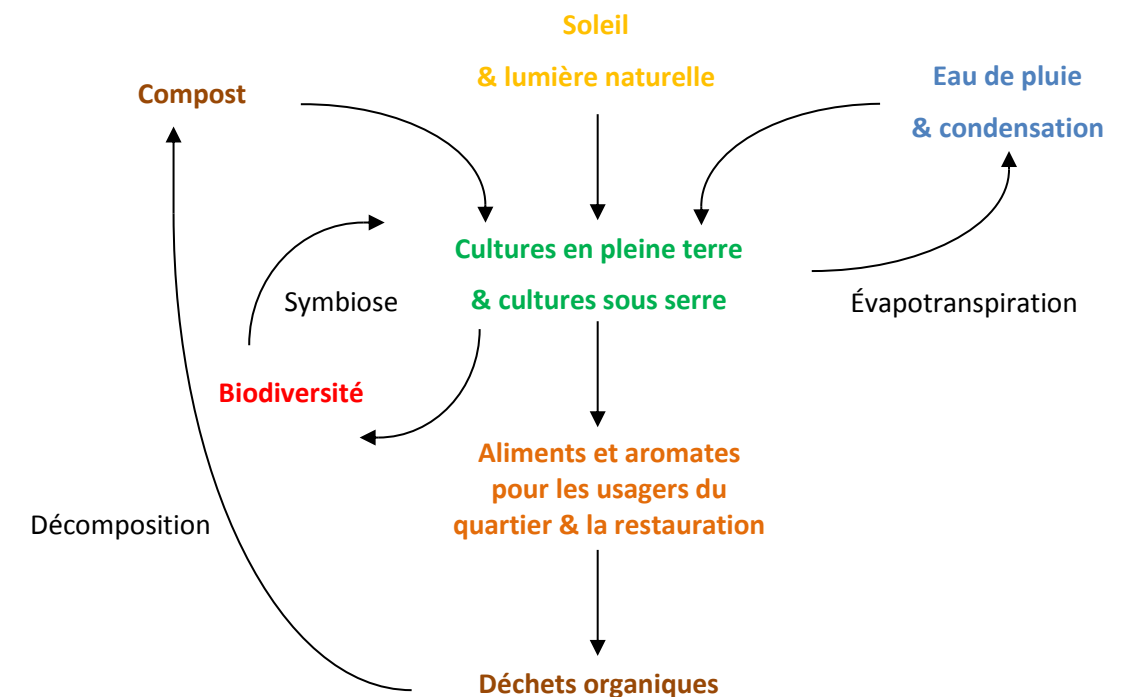 Soleil
& lumière naturelle
Compost
Eau de pluie
& condensation
Cultures en pleine terre
& cultures sous serre
Symbiose
Évapotranspiration
Biodiversité
Aliments et aromates
pour les usagers du
quartier & la restauration
Décomposition
Déchets organiques